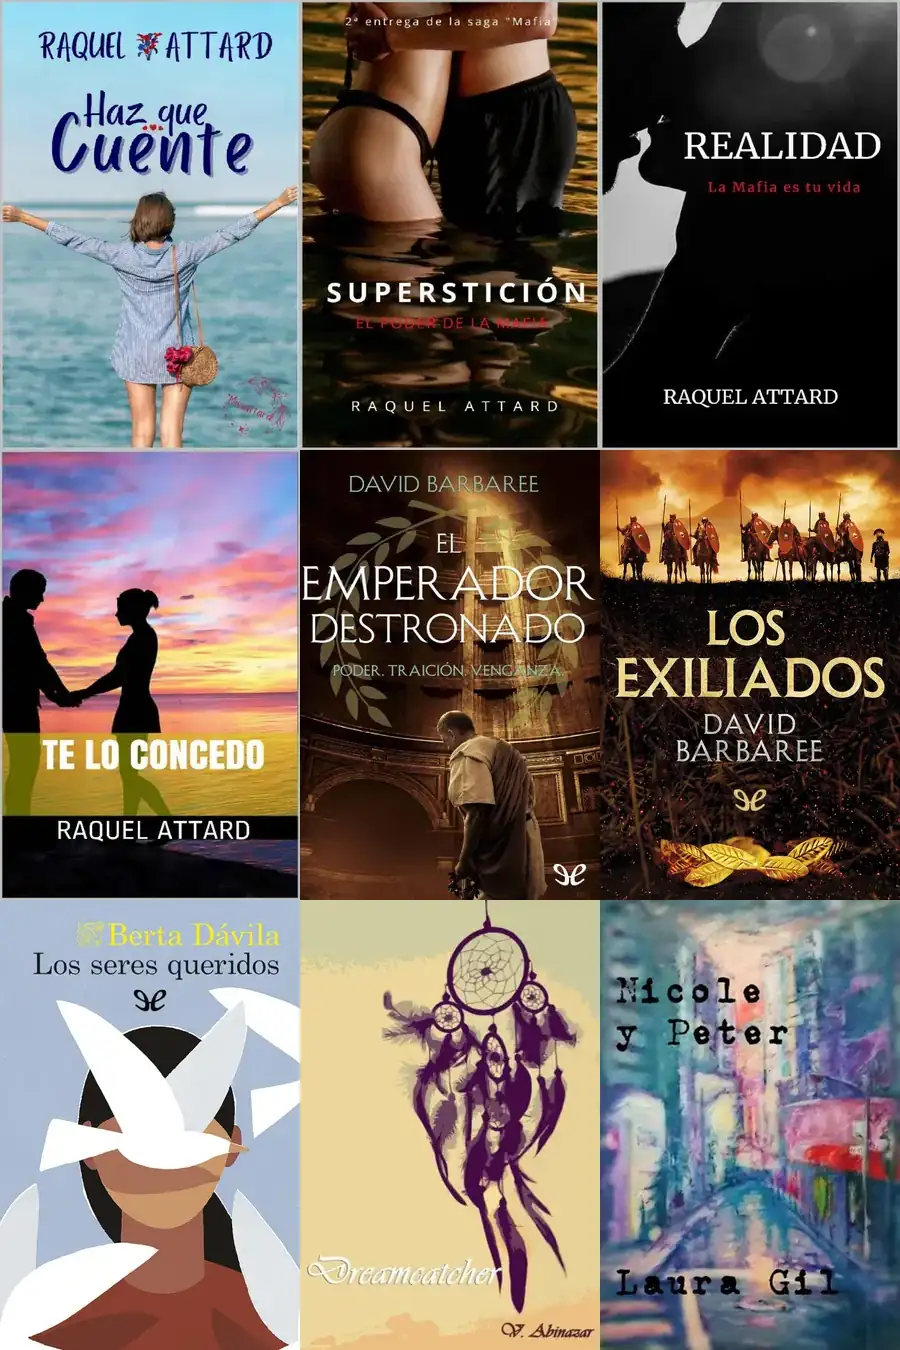 RAQUEL ATTARD
Haz que
Cuente
2ª entrega de la saga "Mafia"
SUPERSTICIÓN
EL PODER DE LA MAFIA
RAQUEL ATTARD
REALIDAD
La Mafia es tu vida
RAQUEL ATTARD
TE LO CONCEDO
RAQUEL ATTARD
DAVID BARBAREE
EL
EMPERADOR
DESTRONADO
PODER. TRAICIÓN. VENGANZA.
LOS
EXILIADOS
DAVID
BARBAREE
Berta Dávila
Los seres queridos
Dreamcatcher
V. Abinazar
Nicole
y Peter
Laura Gil